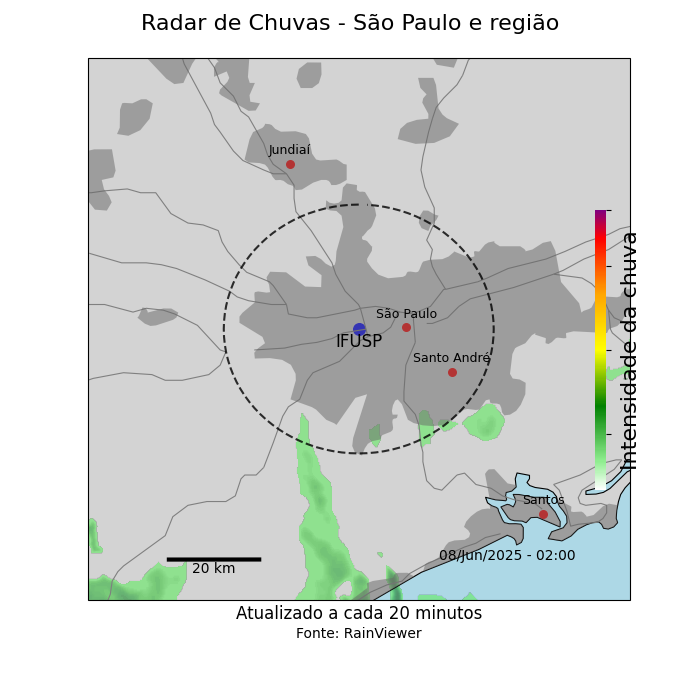 Radar de Chuvas - São Paulo e região
Jundiaí
São Paulo
IFUSP
Santo André
Intensidade da chuva
Santos
08/Jun/2025 - 02:00
20 km
Atualizado a cada 20 minutos
Fonte: RainViewer